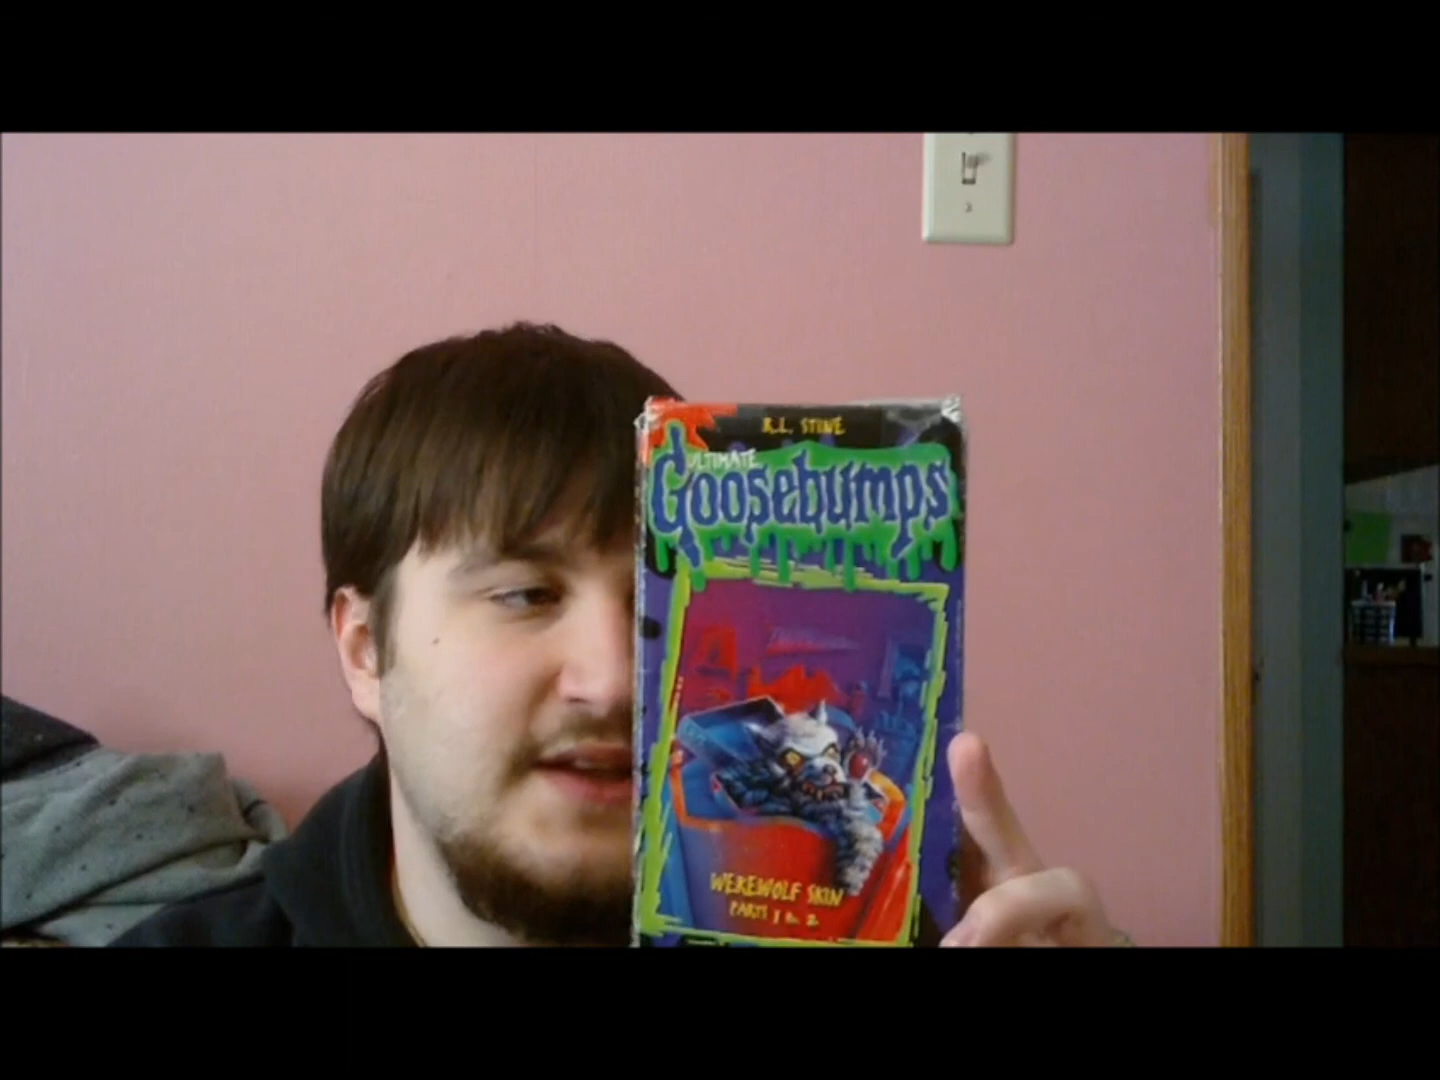 R.L. STINE
ULTIMATE
Goosebumps
WEREWOLF SKIN
PARTS 1 & 2